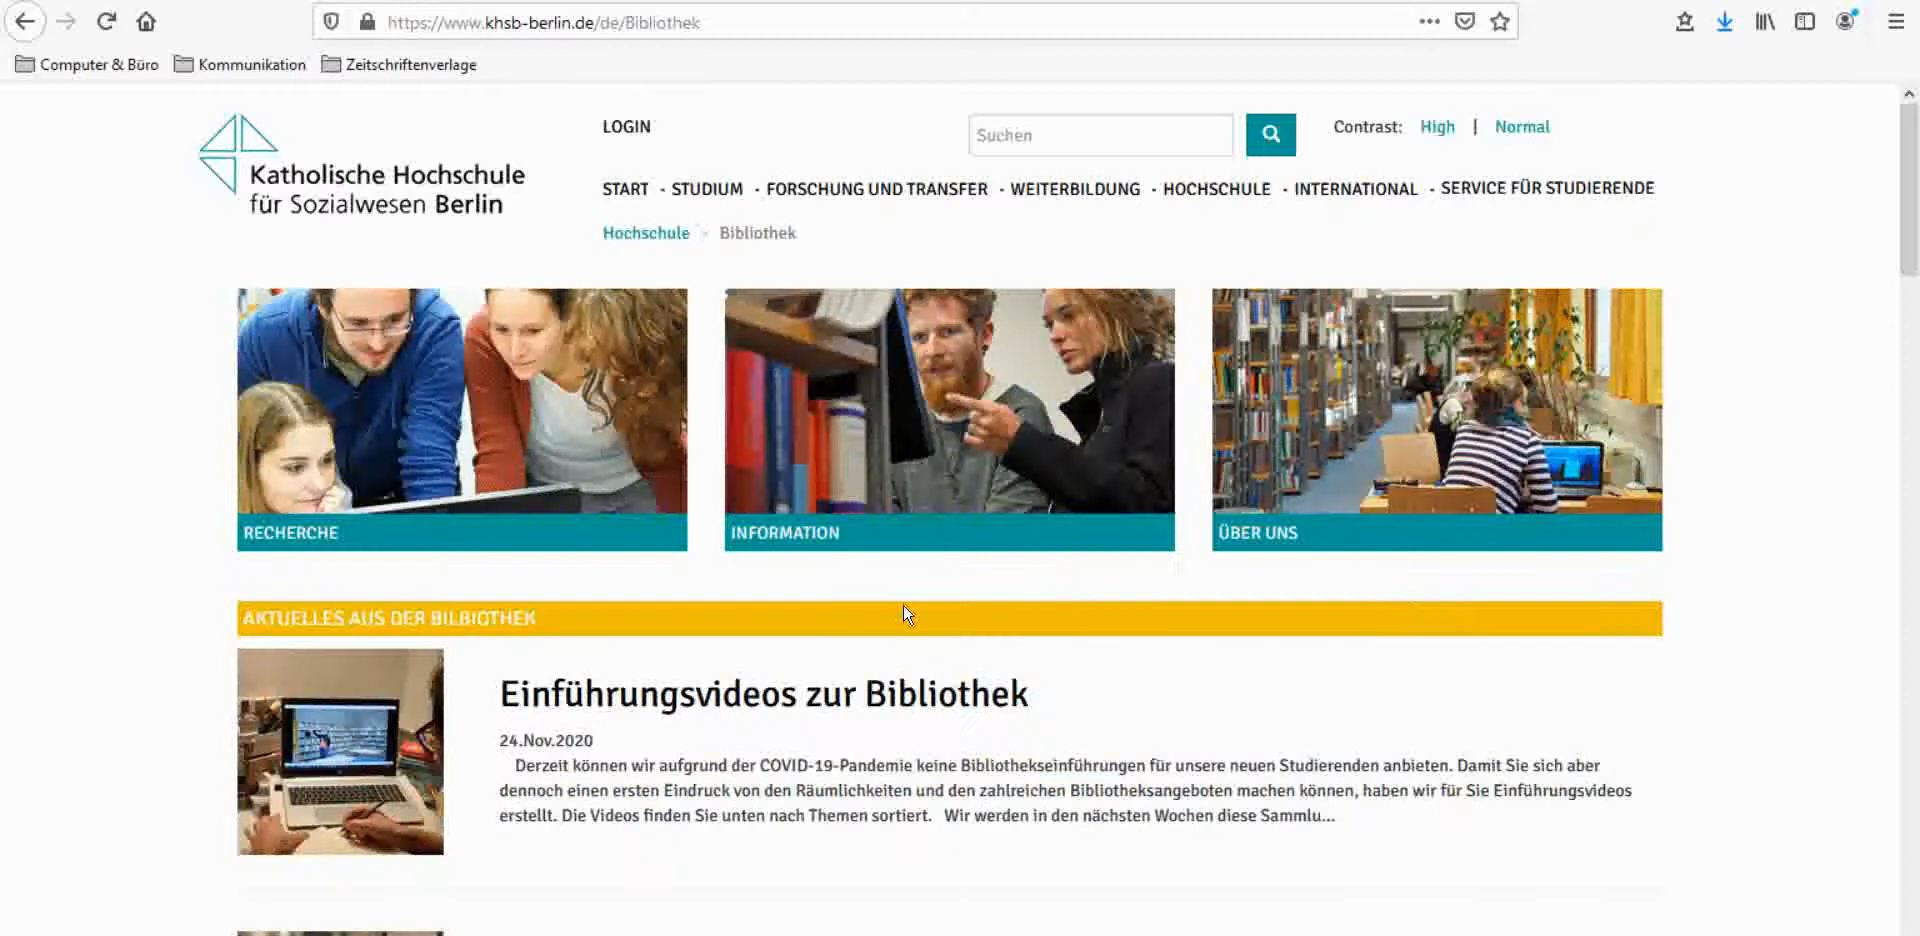 https://www.khsb-berlin.de/de/Bibliothek
Computer & Büro Kommunikation Zeitschriftenverlage
LOGIN
Suchen
Contrast: High | Normal
Katholische Hochschule
für Sozialwesen Berlin
START - STUDIUM - FORSCHUNG UND TRANSFER - WEITERBILDUNG - HOCHSCHULE - INTERNATIONAL - SERVICE FÜR STUDIERENDE
Hochschule Bibliothek
RECHERCHE
INFORMATION
ÜBER UNS
AKTUELLES AUS DER BILBIOTHEK
Einführungsvideos zur Bibliothek
24.Nov.2020
Derzeit können wir aufgrund der COVID-19-Pandemie keine Bibliothekseinführungen für unsere neuen Studierenden anbieten. Damit Sie sich aber
dennoch einen ersten Eindruck von den Räumlichkeiten und den zahlreichen Bibliotheksangeboten machen können, haben wir für Sie Einführungsvideos
erstellt. Die Videos finden Sie unten nach Themen sortiert. Wir werden in den nächsten Wochen diese Sammlu...